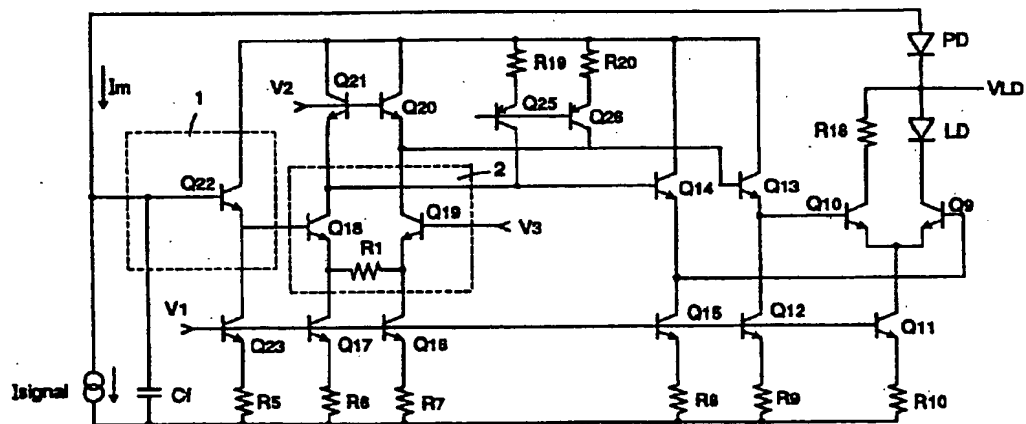 PD
Im
R19
R20
Q21
V2
Q20
Q25
Q26
VLD
1
R18
LD
2
Q22
Q14
Q13
Q10
Q9
Q18
Q19
V3
R1
V1
Q23
Q17
Q16
Q15
Q12
Q11
Isignal
Cf
R5
R6
R7
R8
R9
R10